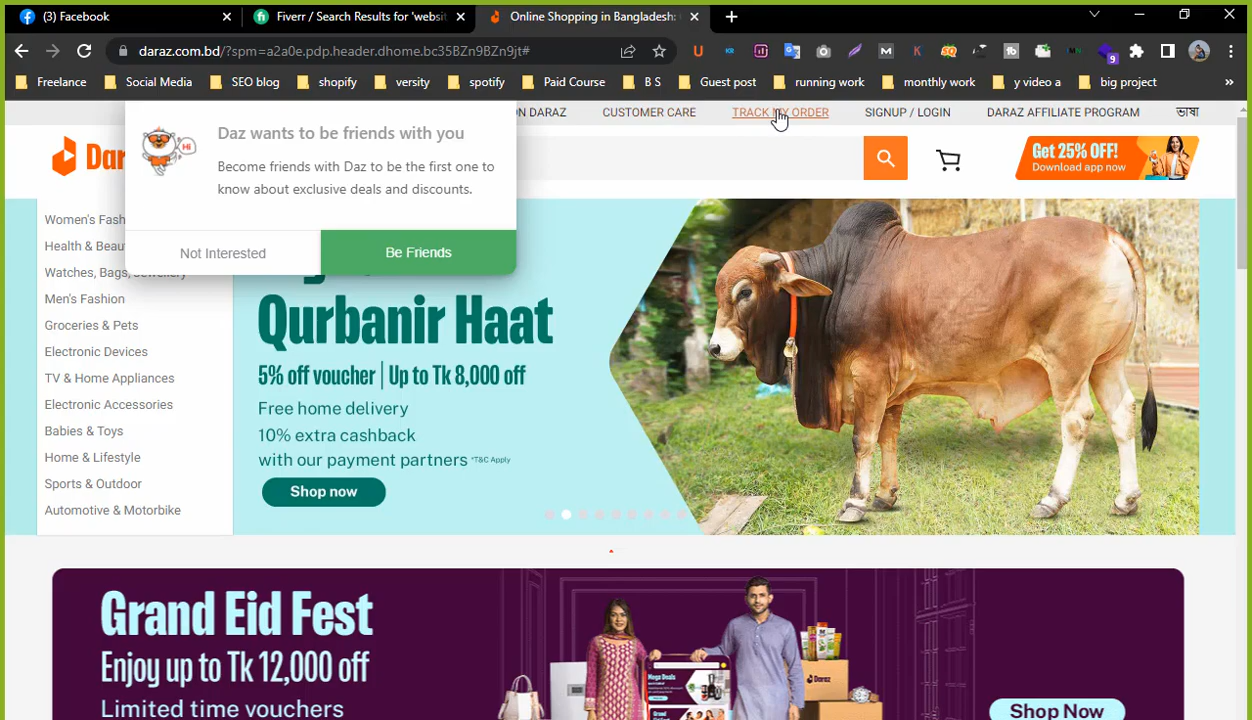 (3) Facebook
Fiverr / Search Results for 'websit
Online Shopping in Bangladesh:
daraz.com.bd/?spm=a2a0e.pdp.header.dhome.bc35BZn9BZn9jt#
9
Freelance
Social Media
SEO blog
shopify
versity
spotify
Paid Course
B S
Guest post
running work
monthly work
y video a
big project
ON DARAZ
CUSTOMER CARE
TRACK MY ORDER
SIGNUP / LOGIN
DARAZ AFFILIATE PROGRAM
ভাষা
Daz wants to be friends with you
Hi
Become friends with Daz to be the first one to
know about exclusive deals and discounts.
Not Interested
Be Friends
Dar
Get 25% OFF!
Download app now
Women's Fash
Health & Beau
Watches, Bags, Jewellery
Men's Fashion
Groceries & Pets
Electronic Devices
TV & Home Appliances
Electronic Accessories
Babies & Toys
Home & Lifestyle
Sports & Outdoor
Automotive & Motorbike
Qurbanir Haat
5% off voucher | Up to Tk 8,000 off
Free home delivery
10% extra cashback
with our payment partners *T&C Apply
Shop now
Grand Eid Fest
Enjoy up to Tk 12,000 off
Limited time vouchers
Mega Deals
Daraz
Shop Now